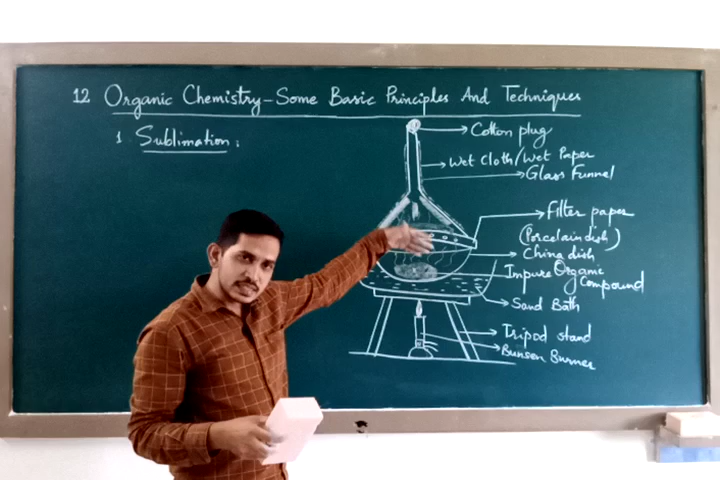 12 Organic Chemistry-Some Basic Principles And Techniques
1 Sublimation:
Cotton plug
Wet Cloth/Wet Paper
Glass Funnel
Filter paper
(Porcelain dish)
China dish
Impure Organic
Compound
Sand Bath
Tripod stand
Bunsen Burner